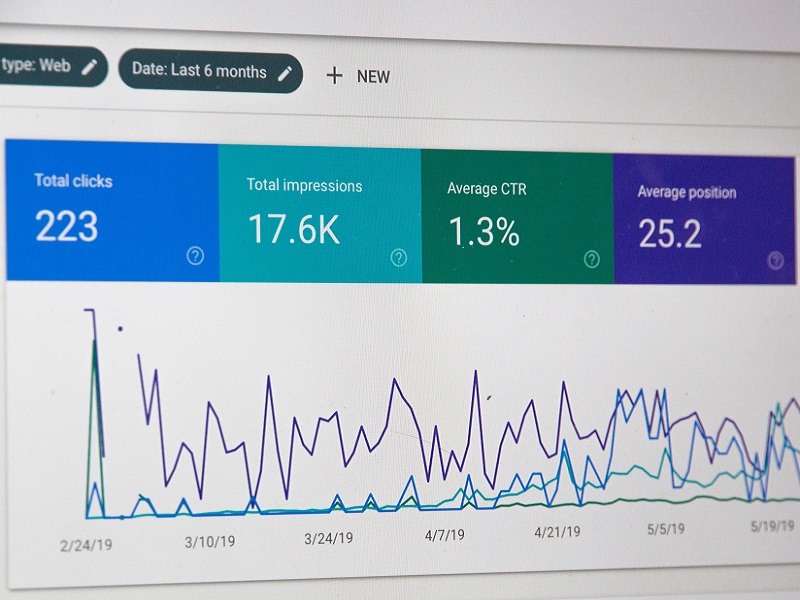 type: Web
Date: Last 6 months
+ NEW
Total clicks
223
Total impressions
17.6K
Average CTR
1.3%
Average position
25.2
2/24/19
3/10/19
3/24/19
4/7/19
4/21/19
5/5/19
5/19/19